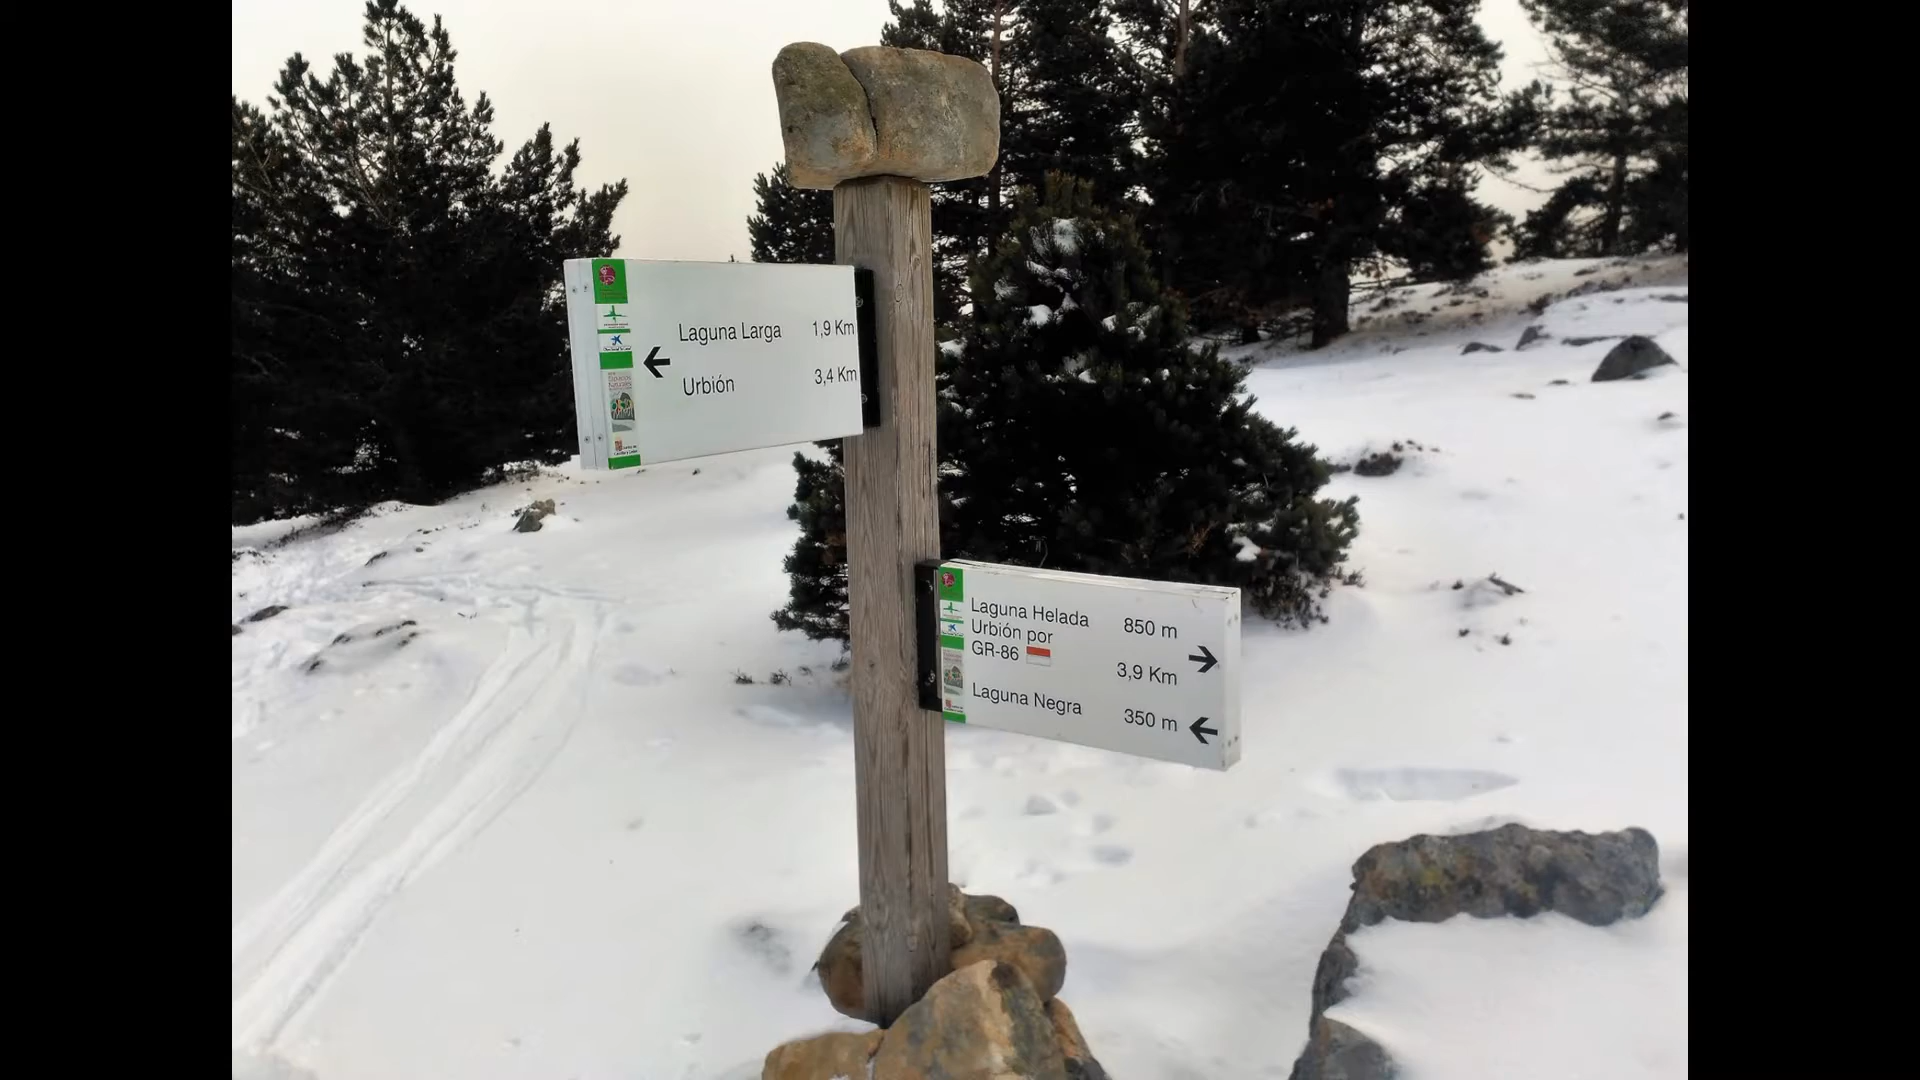 Laguna Larga 1,9 Km
Urbión 3,4 Km
Laguna Helada 850 m
Urbión por
GR-86 3,9 Km
Laguna Negra 350 m